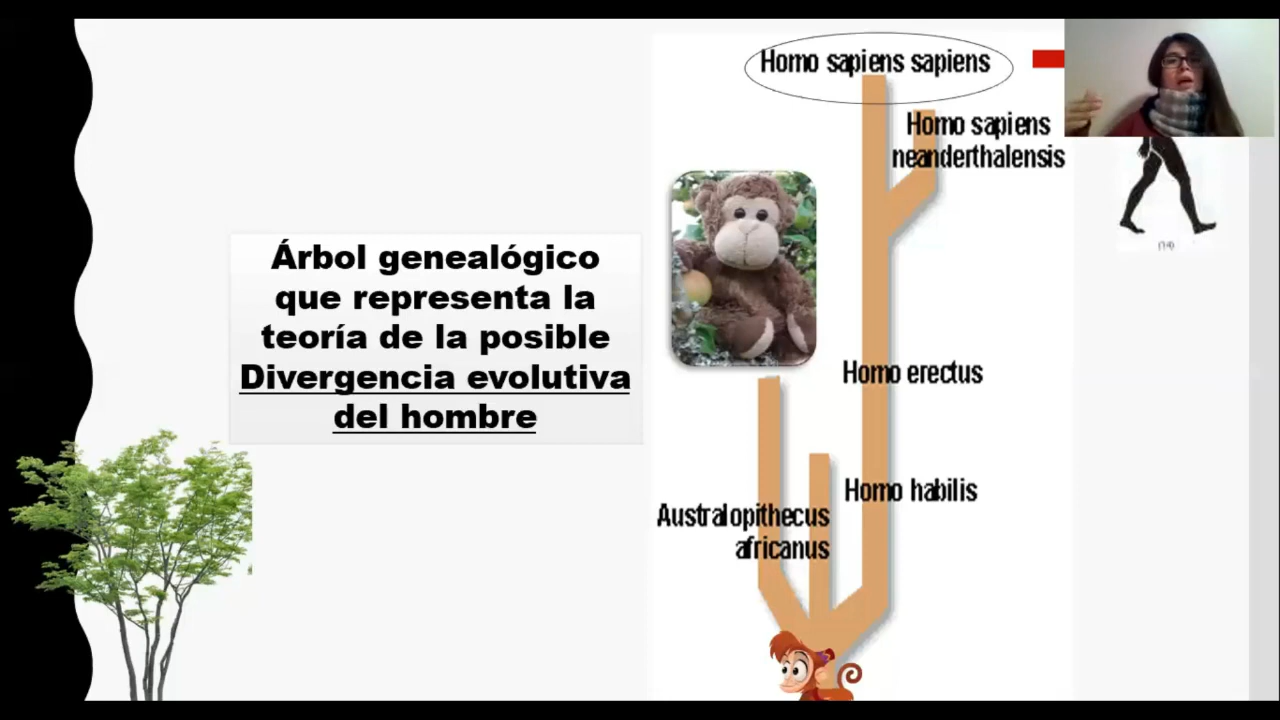 Árbol genealógico
que representa la
teoría de la posible
Divergencia evolutiva
del hombre
Homo sapiens sapiens
Homo sapiens
neanderthalensis
Homo erectus
Homo habilis
Australopithecus
africanus